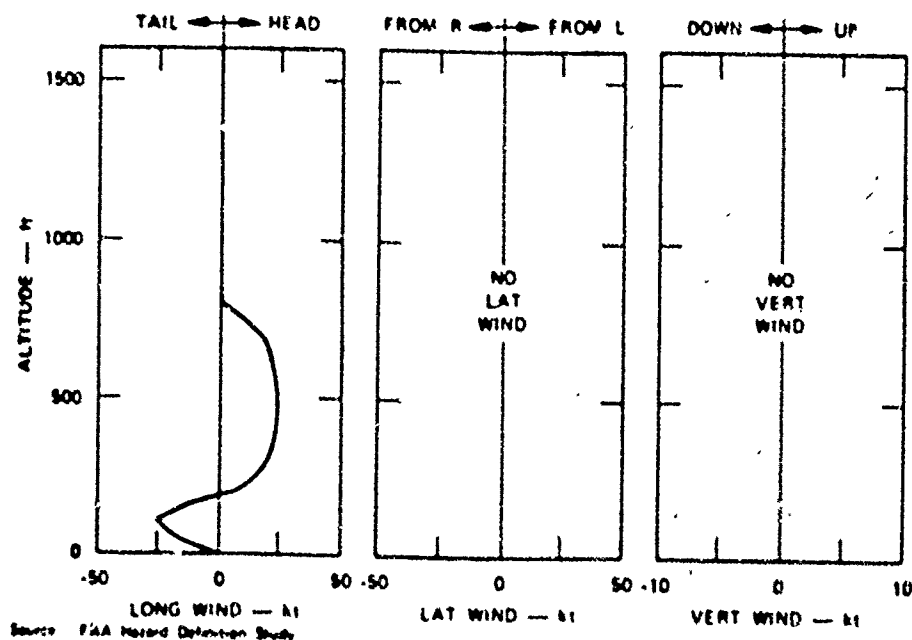 TAIL HEAD
FROM R FROM L
DOWN UP
1500
1000
500
0
ALTITUDE — ft
NO
LAT
WIND
NO
VERT
WIND
-50 0 50
-50 0 50
-10 0 10
LONG WIND — kt
LAT WIND — kt
VERT WIND — kt
Source FAA Hazard Definition Study